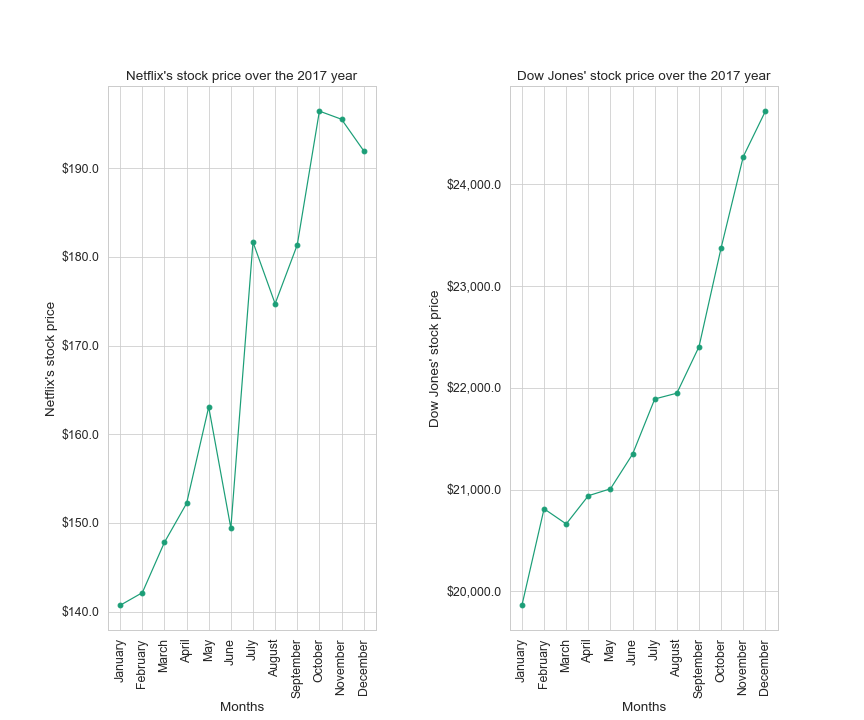 Netflix's stock price over the 2017 year
Netflix's stock price
$190.0
$180.0
$170.0
$160.0
$150.0
$140.0
January
February
March
April
May
June
July
August
September
October
November
December
Months
Dow Jones' stock price over the 2017 year
Dow Jones' stock price
$24,000.0
$23,000.0
$22,000.0
$21,000.0
$20,000.0
January
February
March
April
May
June
July
August
September
October
November
December
Months